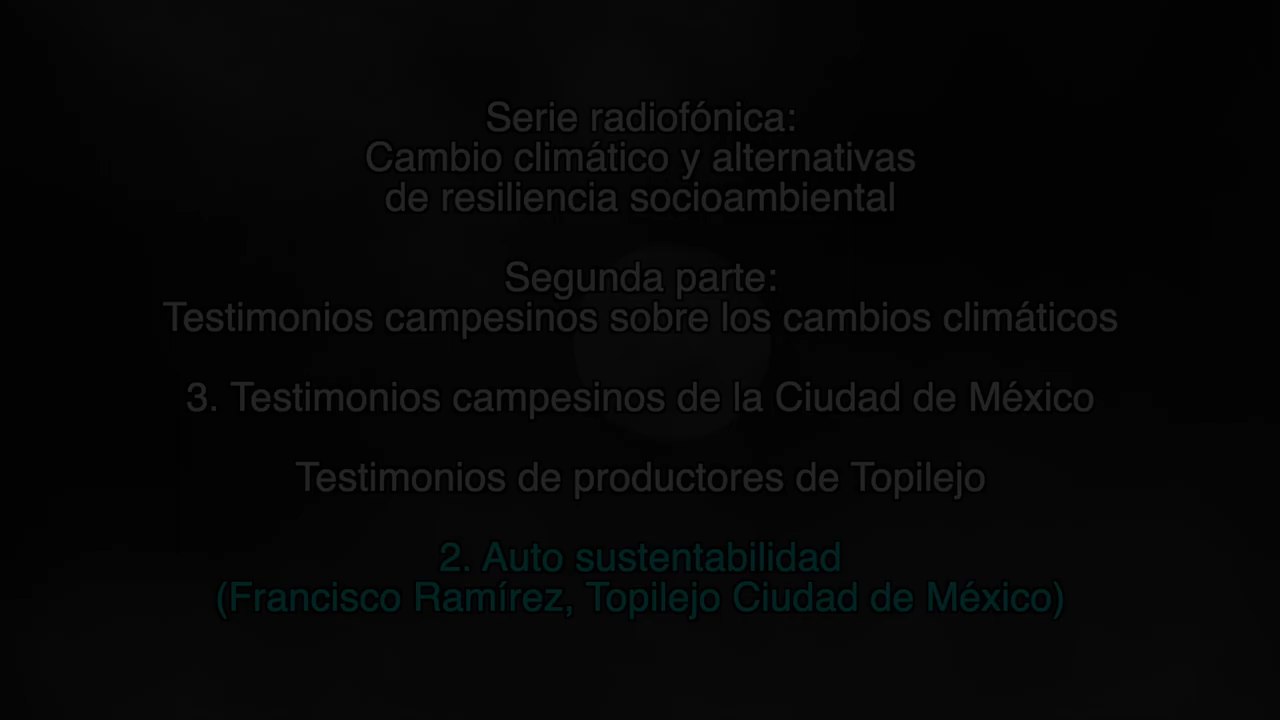 Serie radiofónica:
Cambio climático y alternativas
de resiliencia socioambiental
Segunda parte:
Testimonios campesinos sobre los cambios climáticos
3. Testimonios campesinos de la Ciudad de México
Testimonios de productores de Topilejo
2. Auto sustentabilidad
(Francisco Ramírez, Topilejo Ciudad de México)